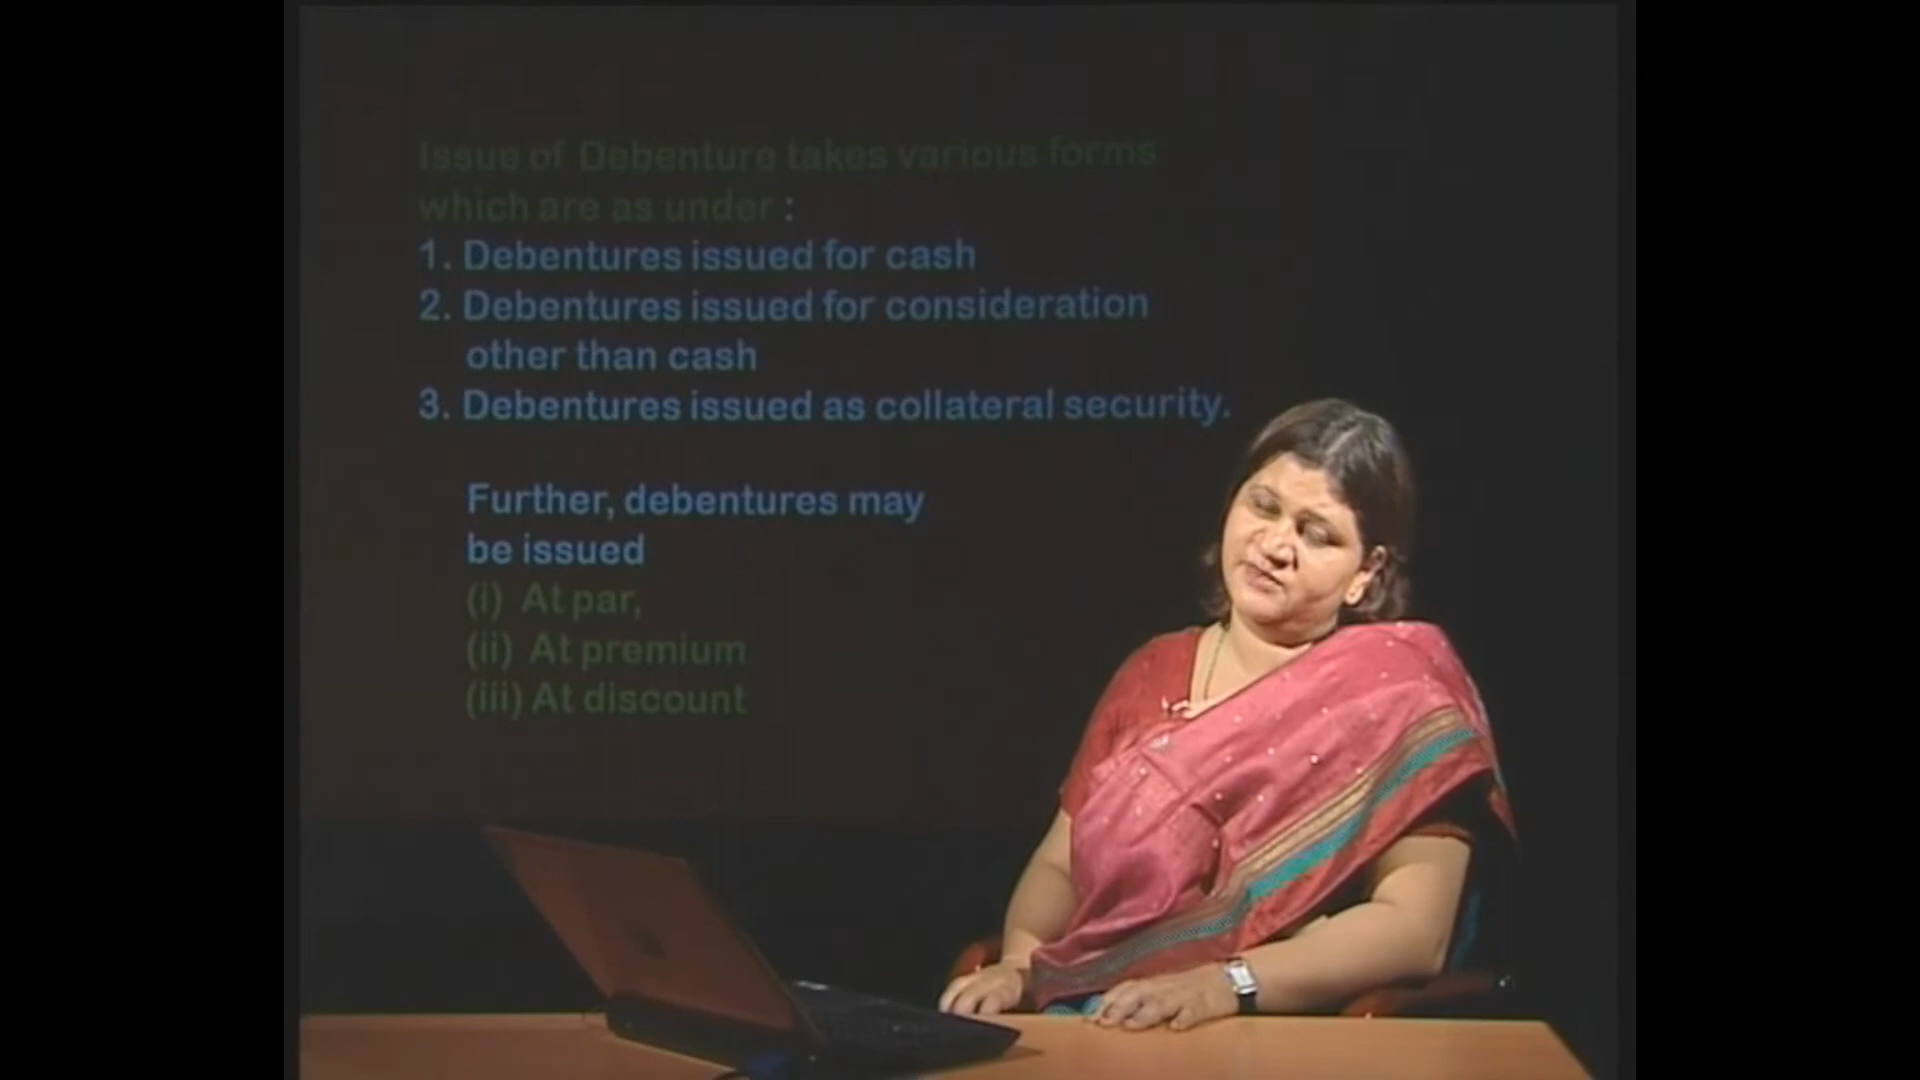 Issue of Debenture takes various forms
which are as under :
1. Debentures issued for cash
2. Debentures issued for consideration
other than cash
3. Debentures issued as collateral security.
Further, debentures may
be issued
(i) At par,
(ii) At premium
(iii) At discount